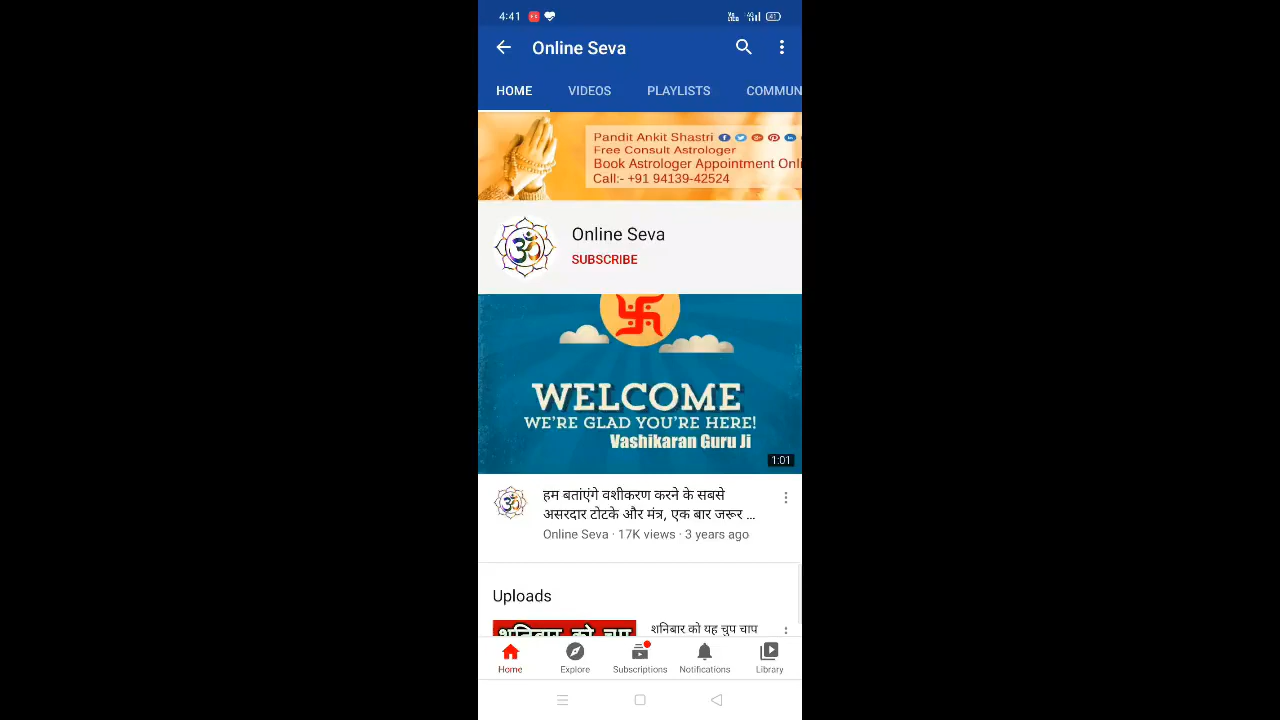 4:41
Online Seva
HOME VIDEOS PLAYLISTS COMMUN
Pandit Ankit Shastri
Free Consult Astrologer
Book Astrologer Appointment Onli
Call:- +91 94139-42524
Online Seva
SUBSCRIBE
WELCOME
WE'RE GLAD YOU'RE HERE!
Vashikaran Guru Ji
1:01
हम बतांएंगे वशीकरण करने के सबसे
असरदार टोटके और मंत्र, एक बार जरूर ...
Online Seva · 17K views · 3 years ago
Uploads
शनिबार को चुप
शनिबार को यह चुप चाप
Home Explore Subscriptions Notifications Library